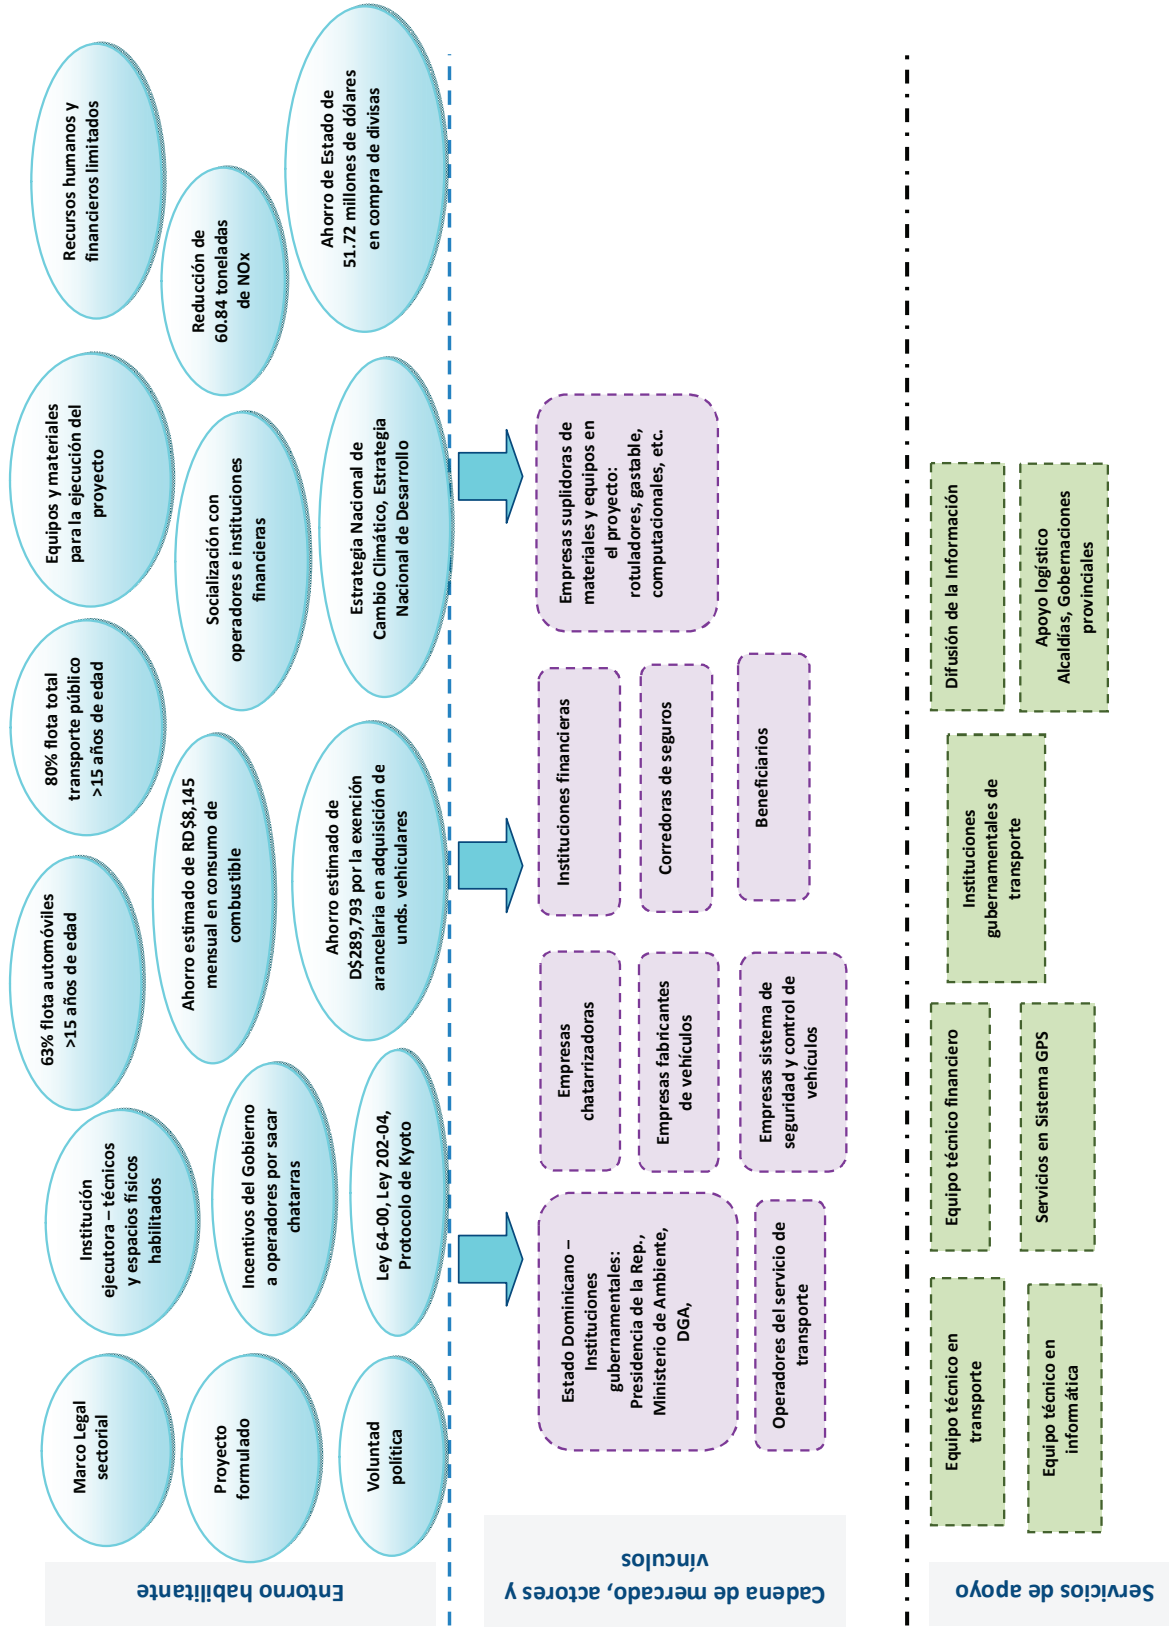 Entorno habilitante
Marco Legal
sectorial
Proyecto
formulado
Voluntad
política
Institución
ejecutora – técnicos
y espacios físicos
habilitados
Incentivos del Gobierno
a operadores por sacar
chatarras
Ley 64-00, Ley 202-04,
Protocolo de Kyoto
63% flota automóviles
>15 años de edad
Ahorro estimado de RD$8,145
mensual en consumo de
combustible
Ahorro estimado de
D$289,793 por la exención
arancelaria en adquisición de
unds. vehiculares
80% flota total
transporte público
>15 años de edad
Socialización con
operadores e instituciones
financieras
Estrategia Nacional de
Cambio Climático, Estrategia
Nacional de Desarrollo
Equipos y materiales
para la ejecución del
proyecto
Reducción de
60.84 toneladas
de NOx
Recursos humanos y
financieros limitados
Ahorro de Estado de
51.72 millones de dólares
en compra de divisas
Cadena de mercado, actores y
vínculos
Estado Dominicano –
Instituciones
gubernamentales:
Presidencia de la Rep.,
Ministerio de Ambiente,
DGA,
Operadores del servicio de
transporte
Empresas
chatarrizadoras
Empresas fabricantes
de vehículos
Empresas sistema de
seguridad y control de
vehículos
Instituciones financieras
Corredoras de seguros
Beneficiarios
Empresas suplidoras de
materiales y equipos en
el proyecto:
rotuladores, gastable,
computacionales, etc.
Servicios de apoyo
Equipo técnico en
transporte
Equipo técnico en
informática
Equipo técnico financiero
Servicios en Sistema GPS
Instituciones
gubernamentales de
transporte
Difusión de la Información
Apoyo logístico
Alcaldías, Gobernaciones
provinciales